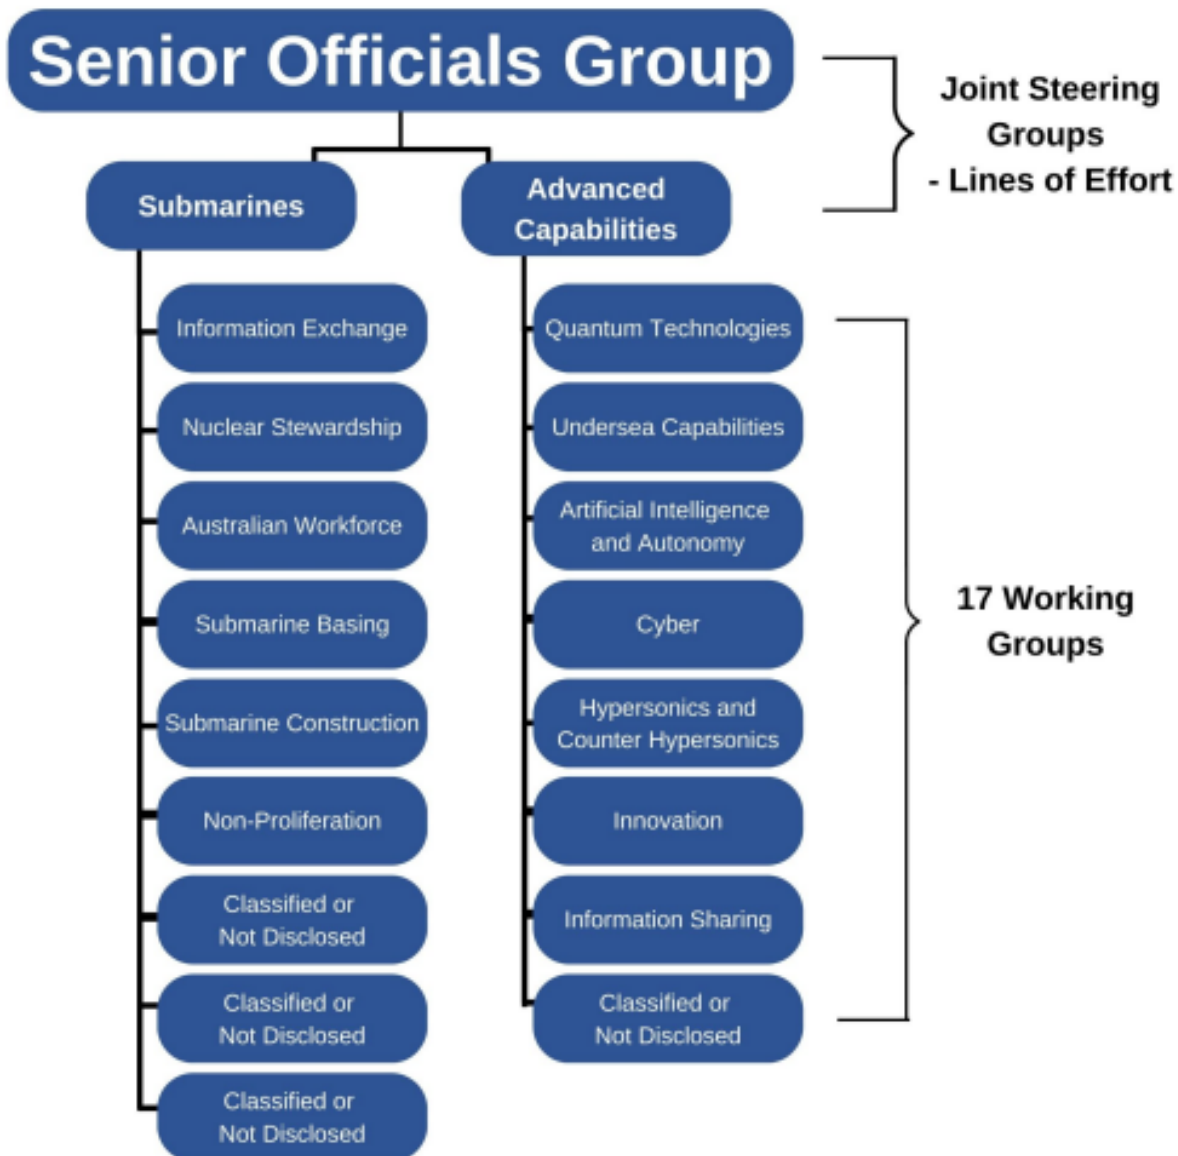 Senior Officials Group
Joint Steering
Groups
- Lines of Effort
Submarines
Advanced
Capabilities
Information Exchange
Nuclear Stewardship
Australian Workforce
Submarine Basing
Submarine Construction
Non-Proliferation
Classified or
Not Disclosed
Classified or
Not Disclosed
Classified or
Not Disclosed
Quantum Technologies
Undersea Capabilities
Artificial Intelligence
and Autonomy
Cyber
Hypersonics and
Counter Hypersonics
Innovation
Information Sharing
Classified or
Not Disclosed
17 Working
Groups